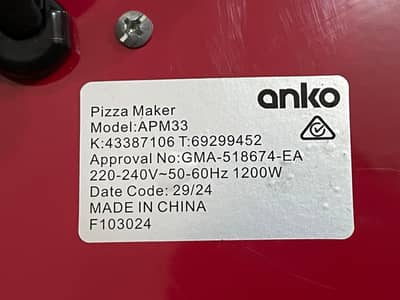 anko
Pizza Maker
Model:APM33
K:43387106 T:69299452
Approval No:GMA-518674-EA
220-240V~50-60Hz 1200W
Date Code: 29/24
MADE IN CHINA
F103024